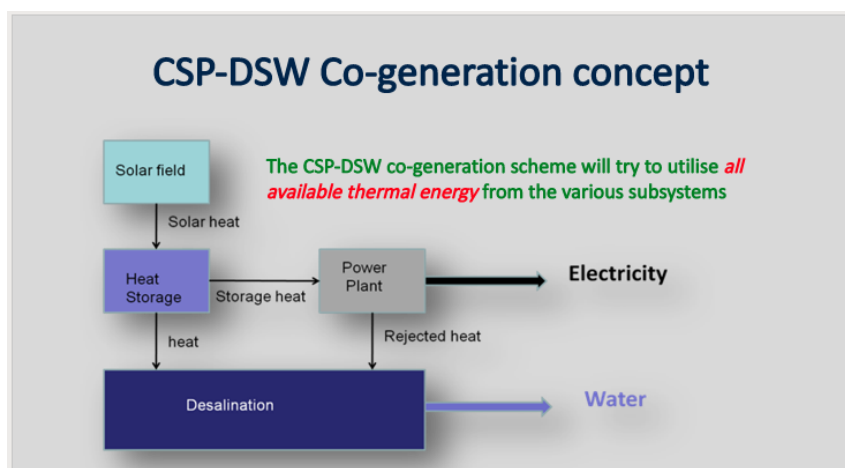 CSP-DSW Co-generation concept
The CSP-DSW co-generation scheme will try to utilise all
available thermal energy from the various subsystems
Solar field
Solar heat
Heat
Storage
Storage heat
Power
Plant
Electricity
heat
Rejected heat
Desalination
Water